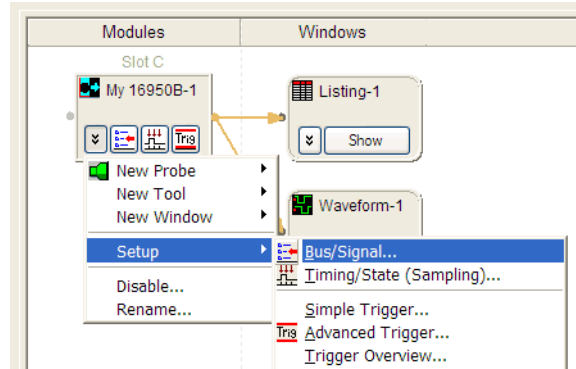 Modules Windows
Slot C
My 16950B-1
Listing-1
Trig
Show
New Probe
New Tool
New Window
Waveform-1
Setup
Bus/Signal...
Timing/State (Sampling)...
Disable...
Rename...
Simple Trigger...
Trig Advanced Trigger...
Trigger Overview...